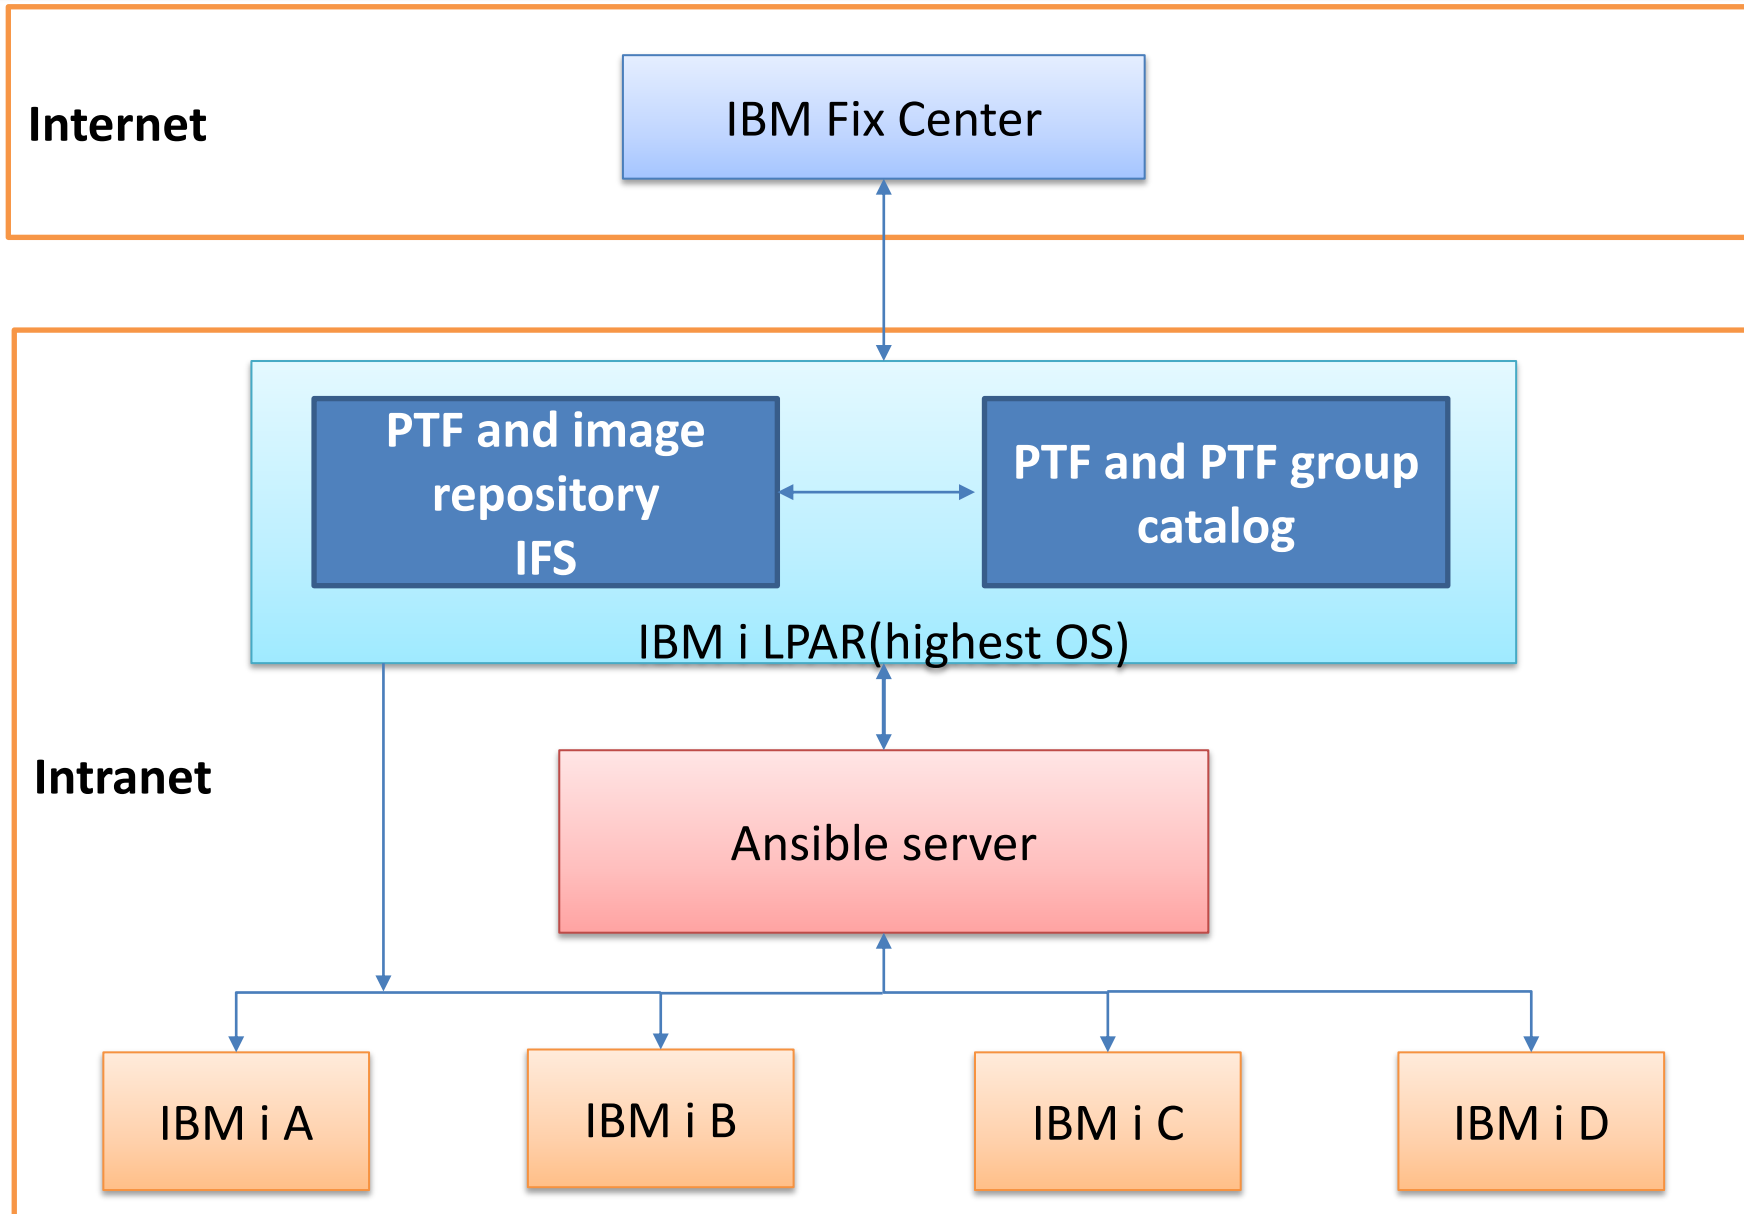 Internet
IBM Fix Center
PTF and image
repository
IFS
PTF and PTF group
catalog
IBM i LPAR(highest OS)
Intranet
Ansible server
IBM i A
IBM i B
IBM i C
IBM i D